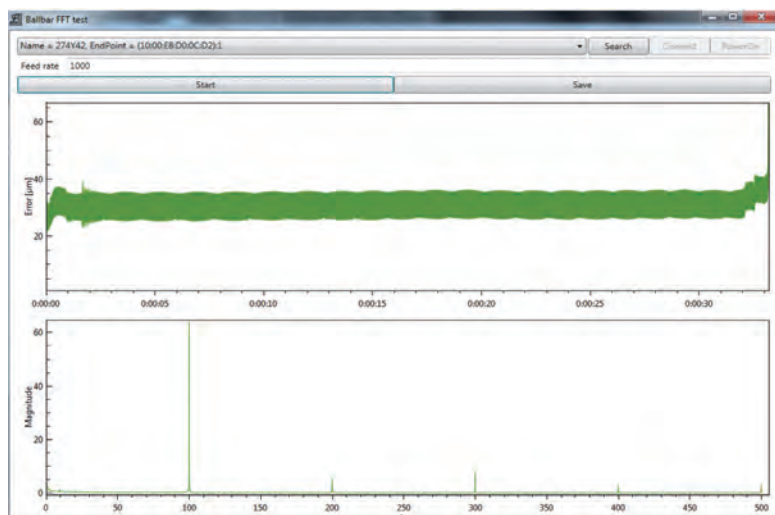 Ballbar FFT test
Name = 274Y42, EndPoint = (10:00:E8:D0:0C:D2):1 Search Connect PowerOn
Feed rate 1000
Start Save
60
40
20
Error [µm]
0:00:00 0:00:05 0:00:10 0:00:15 0:00:20 0:00:25 0:00:30
60
40
20
0
Magnitude
0 50 100 150 200 250 300 350 400 450 500